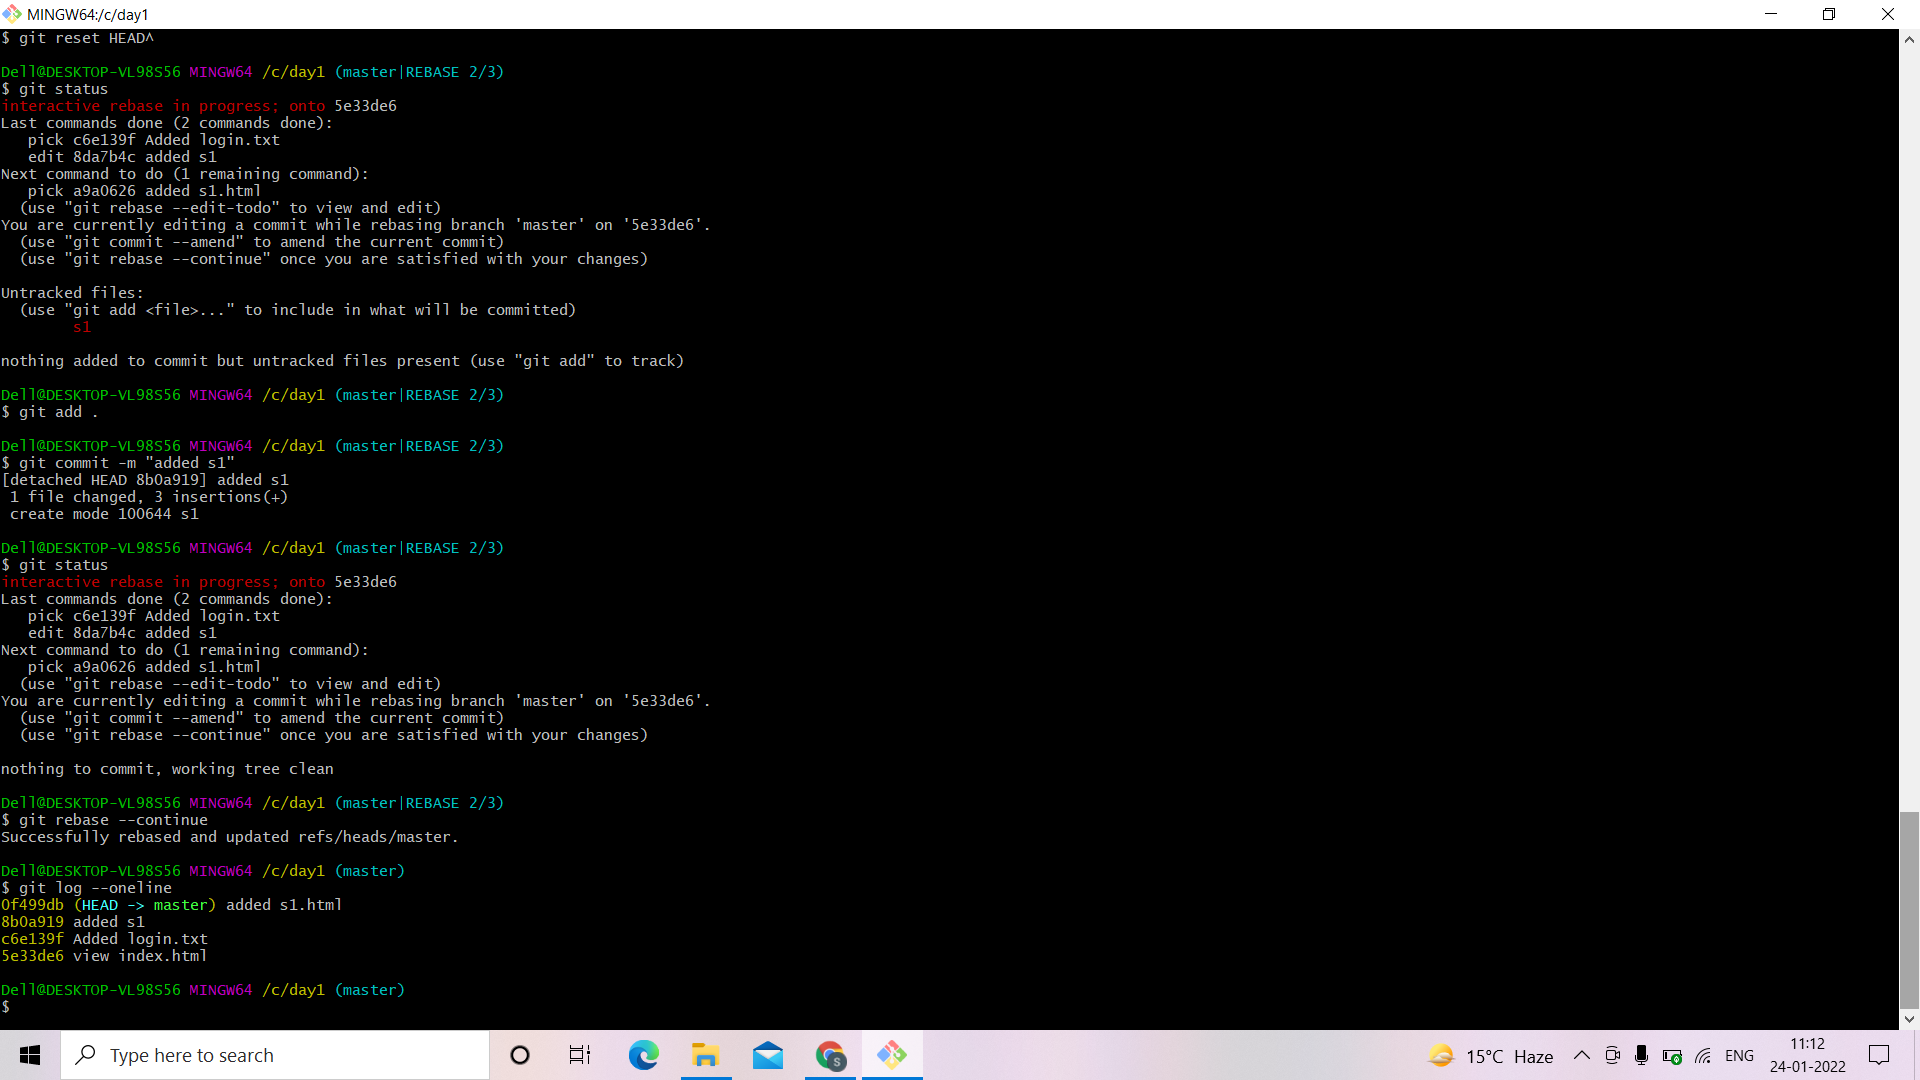 MINGW64:/c/day1
$ git reset HEAD^
Dell@DESKTOP-VL98S56 MINGW64 /c/day1 (master|REBASE 2/3)
$ git status
interactive rebase in progress; onto 5e33de6
Last commands done (2 commands done):
   pick c6e139f Added login.txt
   edit 8da7b4c added s1
Next command to do (1 remaining command):
   pick a9a0626 added s1.html
  (use "git rebase --edit-todo" to view and edit)
You are currently editing a commit while rebasing branch 'master' on '5e33de6'.
  (use "git commit --amend" to amend the current commit)
  (use "git rebase --continue" once you are satisfied with your changes)
Untracked files:
  (use "git add <file>..." to include in what will be committed)
        s1
nothing added to commit but untracked files present (use "git add" to track)
Dell@DESKTOP-VL98S56 MINGW64 /c/day1 (master|REBASE 2/3)
$ git add .
Dell@DESKTOP-VL98S56 MINGW64 /c/day1 (master|REBASE 2/3)
$ git commit -m "added s1"
[detached HEAD 8b0a919] added s1
 1 file changed, 3 insertions(+)
 create mode 100644 s1
Dell@DESKTOP-VL98S56 MINGW64 /c/day1 (master|REBASE 2/3)
$ git status
interactive rebase in progress; onto 5e33de6
Last commands done (2 commands done):
   pick c6e139f Added login.txt
   edit 8da7b4c added s1
Next command to do (1 remaining command):
   pick a9a0626 added s1.html
  (use "git rebase --edit-todo" to view and edit)
You are currently editing a commit while rebasing branch 'master' on '5e33de6'.
  (use "git commit --amend" to amend the current commit)
  (use "git rebase --continue" once you are satisfied with your changes)
nothing to commit, working tree clean
Dell@DESKTOP-VL98S56 MINGW64 /c/day1 (master|REBASE 2/3)
$ git rebase --continue
Successfully rebased and updated refs/heads/master.
Dell@DESKTOP-VL98S56 MINGW64 /c/day1 (master)
$ git log --oneline
0f499db (HEAD -> master) added s1.html
8b0a919 added s1
c6e139f Added login.txt
5e33de6 view index.html
Dell@DESKTOP-VL98S56 MINGW64 /c/day1 (master)
$
Type here to search
S
15°C Haze
ENG
11:12
24-01-2022